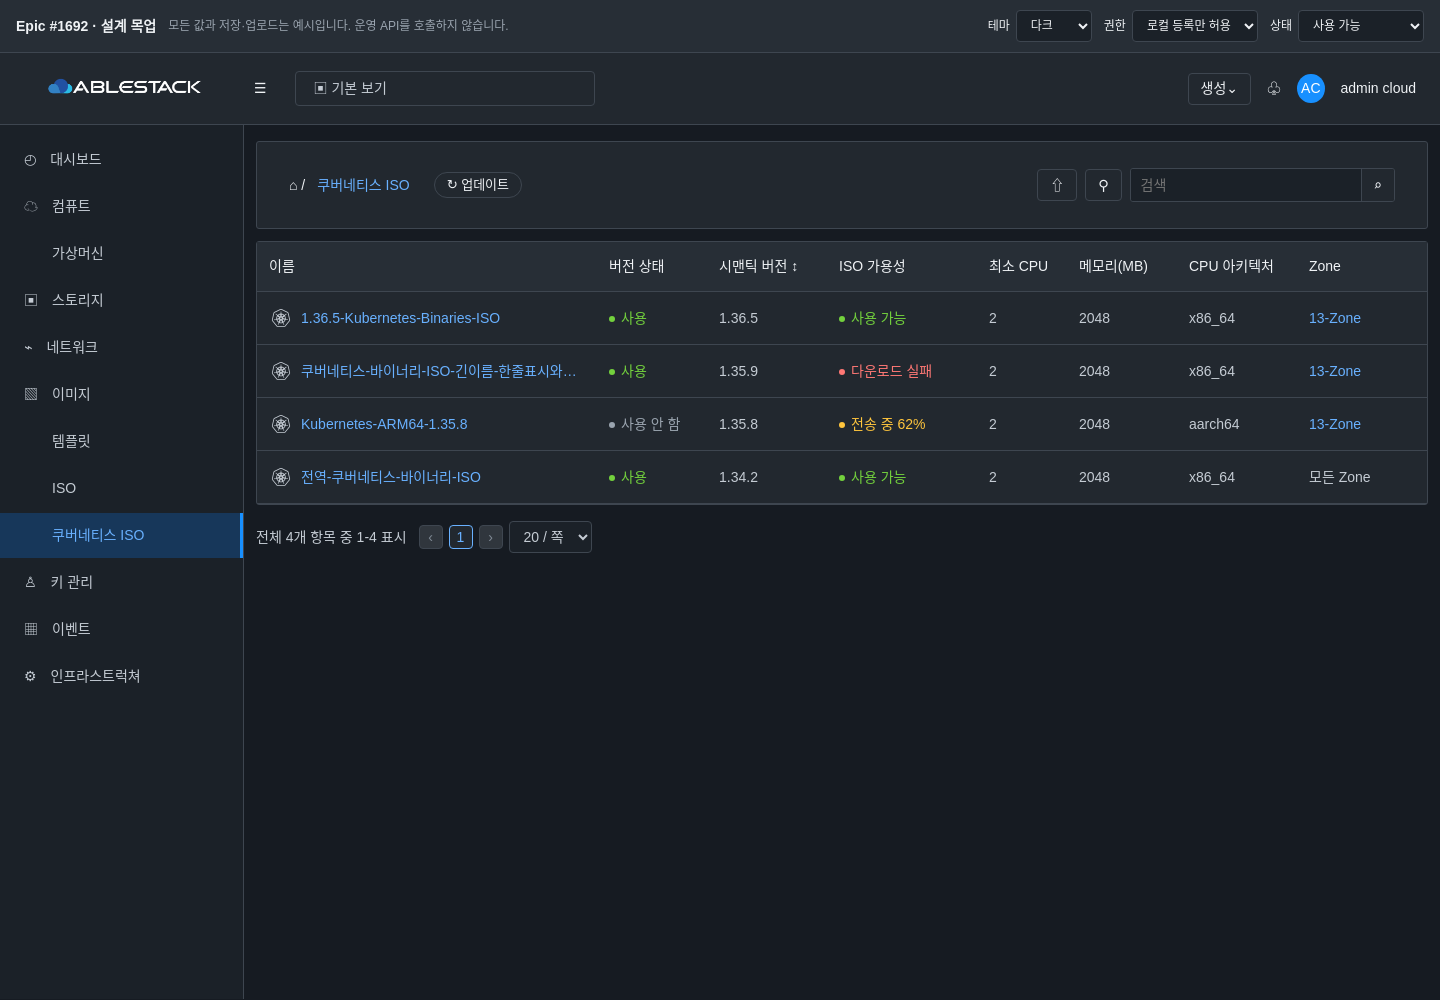 Epic #1692 · 설계 목업 모든 값과 저장·업로드는 예시입니다. 운영 API를 호출하지 않습니다. 테마 다크 권한 로컬 등록만 허용 상태 사용 가능
ABLESTACK ☰ 기본 보기 생성 AC admin cloud
대시보드
컴퓨트
가상머신
스토리지
네트워크
이미지
템플릿
ISO
쿠버네티스 ISO
키 관리
이벤트
인프라스트럭쳐
/ 쿠버네티스 ISO ↻ 업데이트 검색
이름 버전 상태 시맨틱 버전 ↕ ISO 가용성 최소 CPU 메모리(MB) CPU 아키텍처 Zone
1.36.5-Kubernetes-Binaries-ISO 사용 1.36.5 사용 가능 2 2048 x86_64 13-Zone
쿠버네티스-바이너리-ISO-긴이름-한줄표시와… 사용 1.35.9 다운로드 실패 2 2048 x86_64 13-Zone
Kubernetes-ARM64-1.35.8 사용 안 함 1.35.8 전송 중 62% 2 2048 aarch64 13-Zone
전역-쿠버네티스-바이너리-ISO 사용 1.34.2 사용 가능 2 2048 x86_64 모든 Zone
전체 4개 항목 중 1-4 표시 ‹ 1 › 20 / 쪽